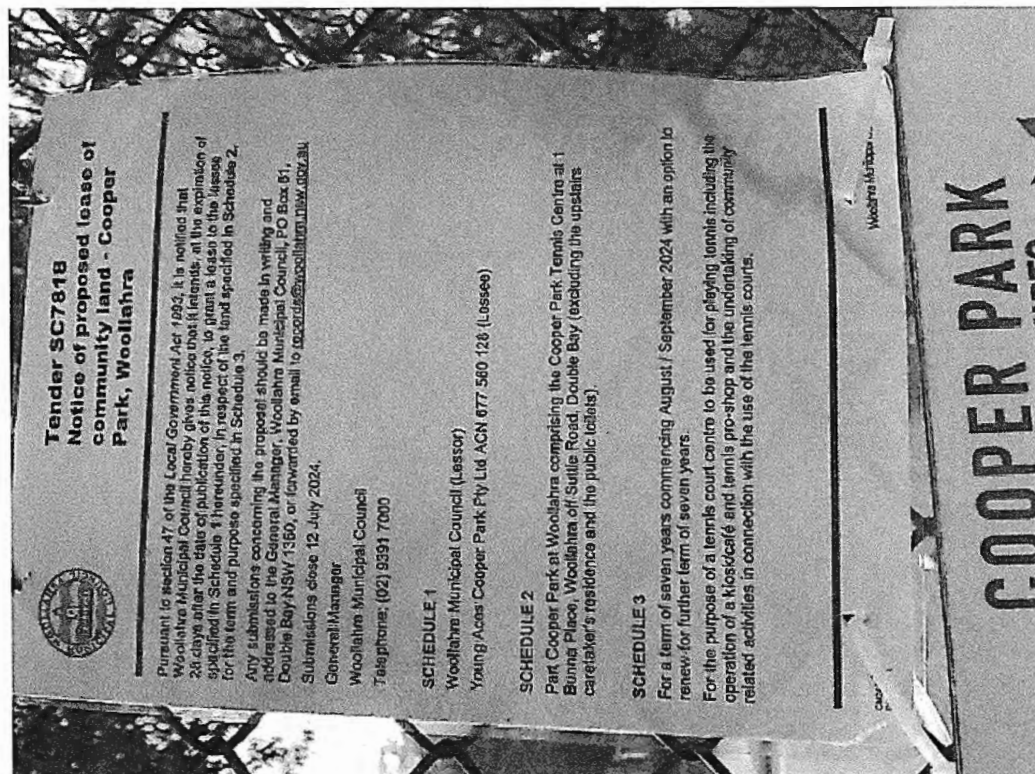 Tender SC7818
Notice of proposed lease of
community land - Cooper
Park, Woollahra
Pursuant to section 47 of the Local Government Act 1993, it is notified that
Woollahra Municipal Council hereby gives notice that it intends, at the expiration of
28 days after the date of publication of this notice, to grant a lease to the lessee
specified in Schedule 1 hereunder, in respect of the land specified in Schedule 2,
for the term and purpose specified in Schedule 3.
Any submissions concerning the proposal should be made in writing and
addressed to the General Manager, Woollahra Municipal Council, PO Box 61,
Double Bay NSW 1360, or forwarded by email to records@woollahra.nsw.gov.au
Submissions close 12 July 2024.
General Manager
Woollahra Municipal Council
Telephone: (02) 9391 7000
SCHEDULE 1
Woollahra Municipal Council (Lessor)
Young Aces Cooper Park Pty Ltd ACN 677 560 128 (Lessee)
SCHEDULE 2
Part Cooper Park at Woollahra comprising the Cooper Park Tennis Centre at 1
Bunna Place, Woollahra off Suttie Road, Double Bay (excluding the upstairs
caretaker's residence and the public toilets).
SCHEDULE 3
For a term of seven years commencing August / September 2024 with an option to
renew for further term of seven years.
For the purpose of a tennis court centre to be used for playing tennis including the
operation of a kiosk/café and tennis pro-shop and the undertaking of community
related activities in connection with the use of the tennis courts.
Woollahra Municipal
COOPER PARK